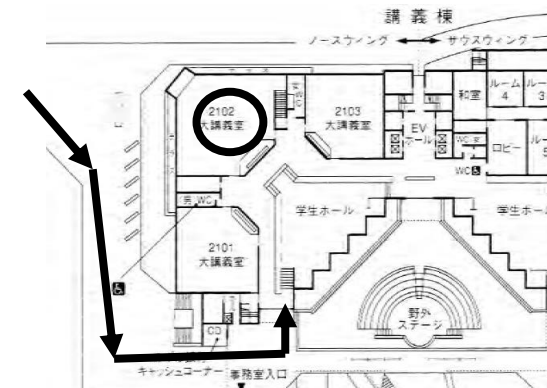 講義棟
ノースウィング
サウスウィング
2102
大講義室
2103
大講義室
EV
ホール
和室
ルーム
4
ルー
3
ロビー
WC
WC
学生ホール
学生ホー
男 WC
2101
大講義室
野外
ステージ
CD
キャッシュコーナー
事務室入口